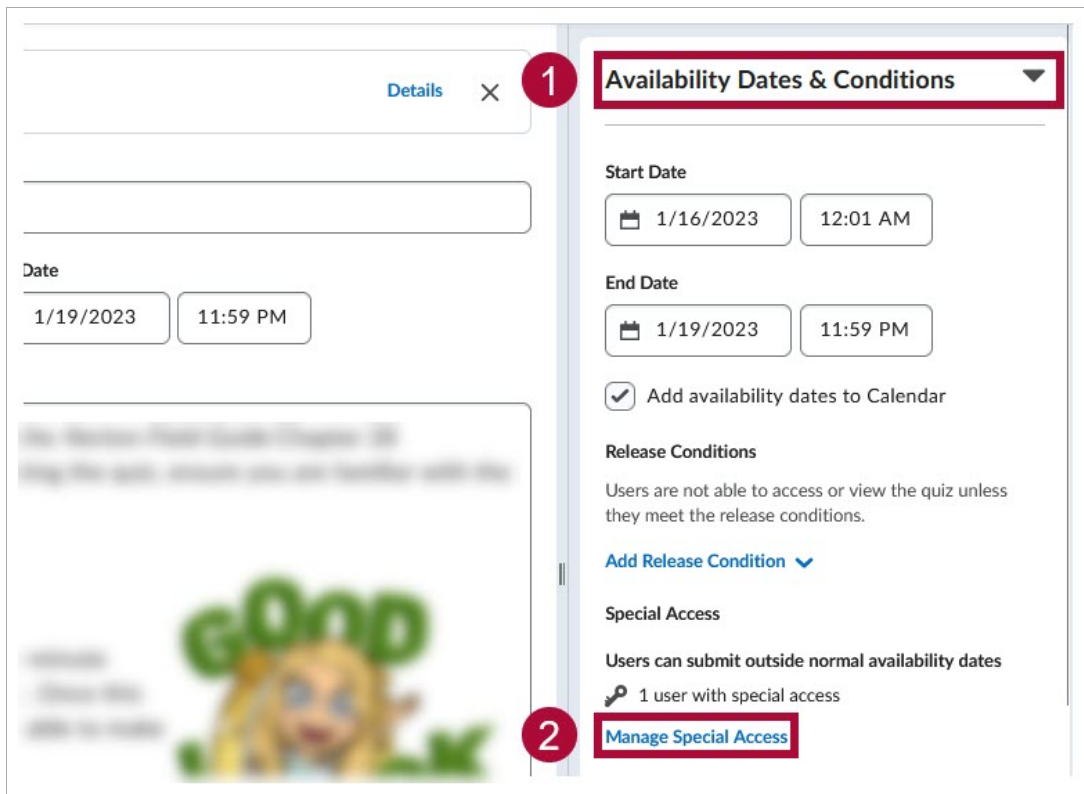 Details
Date
1/19/2023 11:59 PM
GOOD
1
Availability Dates & Conditions
Start Date
1/16/2023 12:01 AM
End Date
1/19/2023 11:59 PM
Add availability dates to Calendar
Release Conditions
Users are not able to access or view the quiz unless
they meet the release conditions.
Add Release Condition
Special Access
Users can submit outside normal availability dates
1 user with special access
2
Manage Special Access